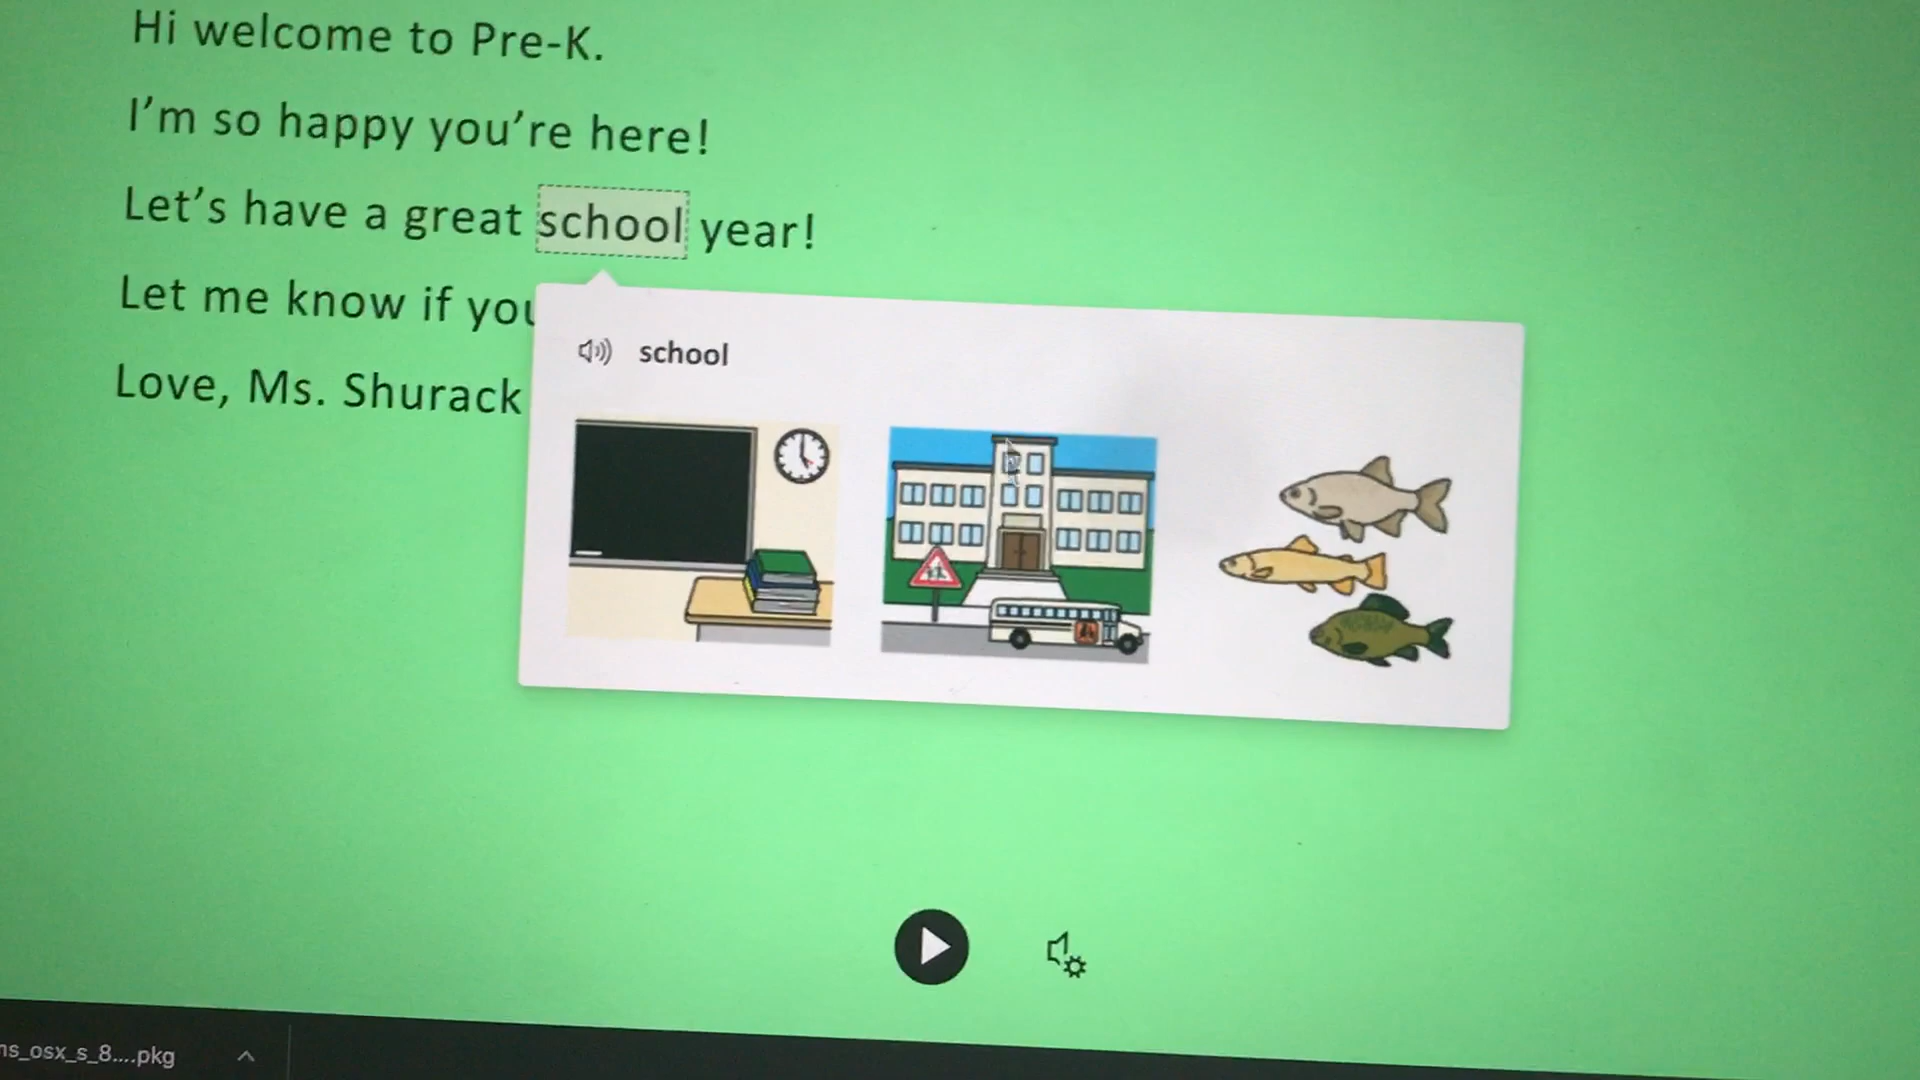 Hi welcome to Pre-K.
I'm so happy you're here!
Let's have a great school year!
Let me know if you
Love, Ms. Shurack
school
ns_osx_s_8....pkg